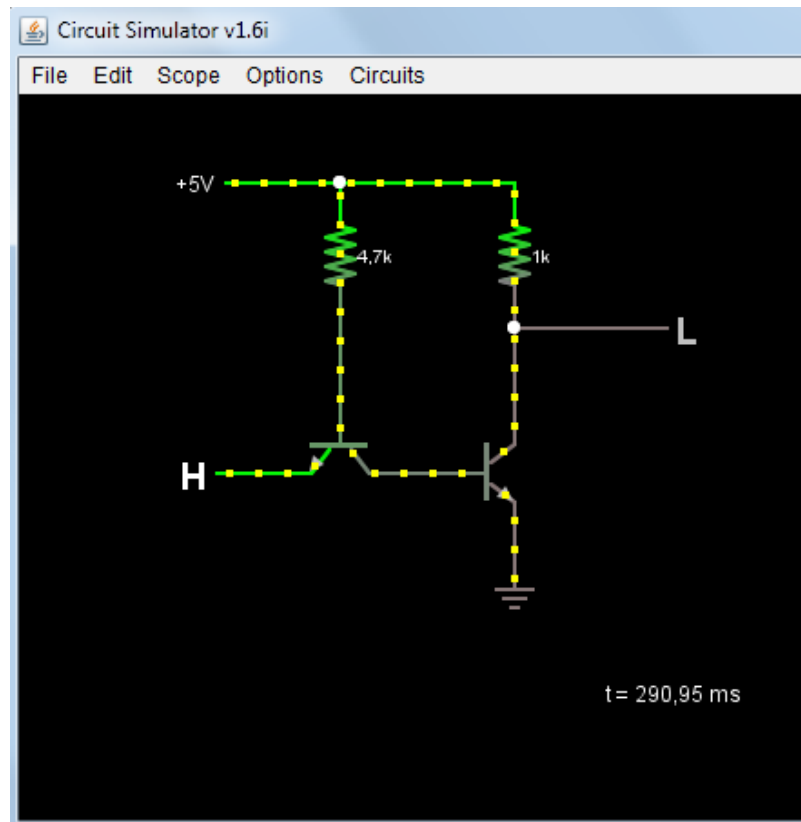 Circuit Simulator v1.6i
File Edit Scope Options Circuits
+5V
4,7k
1k
L
H
t = 290,95 ms